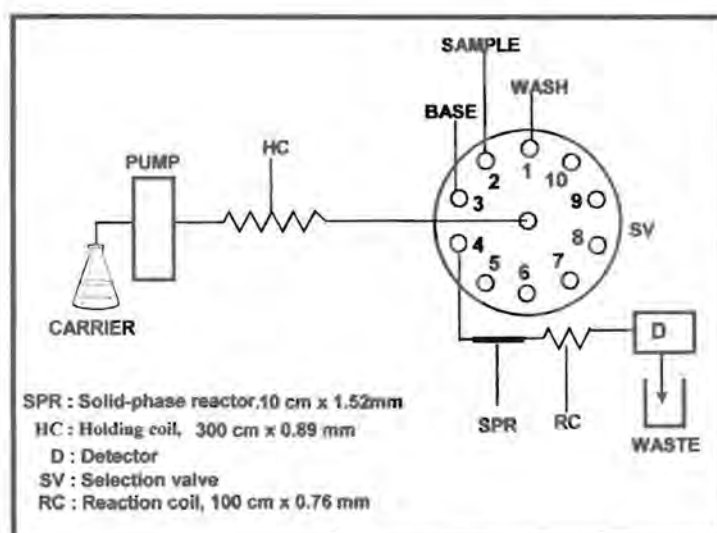 SAMPLE
WASH
BASE
HC
PUMP
1
2
10
3
9
SV
4
8
5
6
7
CARRIER
D
SPR
RC
WASTE
SPR : Solid-phase reactor,10 cm x 1.52mm
HC : Holding coil, 300 cm x 0.89 mm
D : Detector
SV : Selection valve
RC : Reaction coil, 100 cm x 0.76 mm